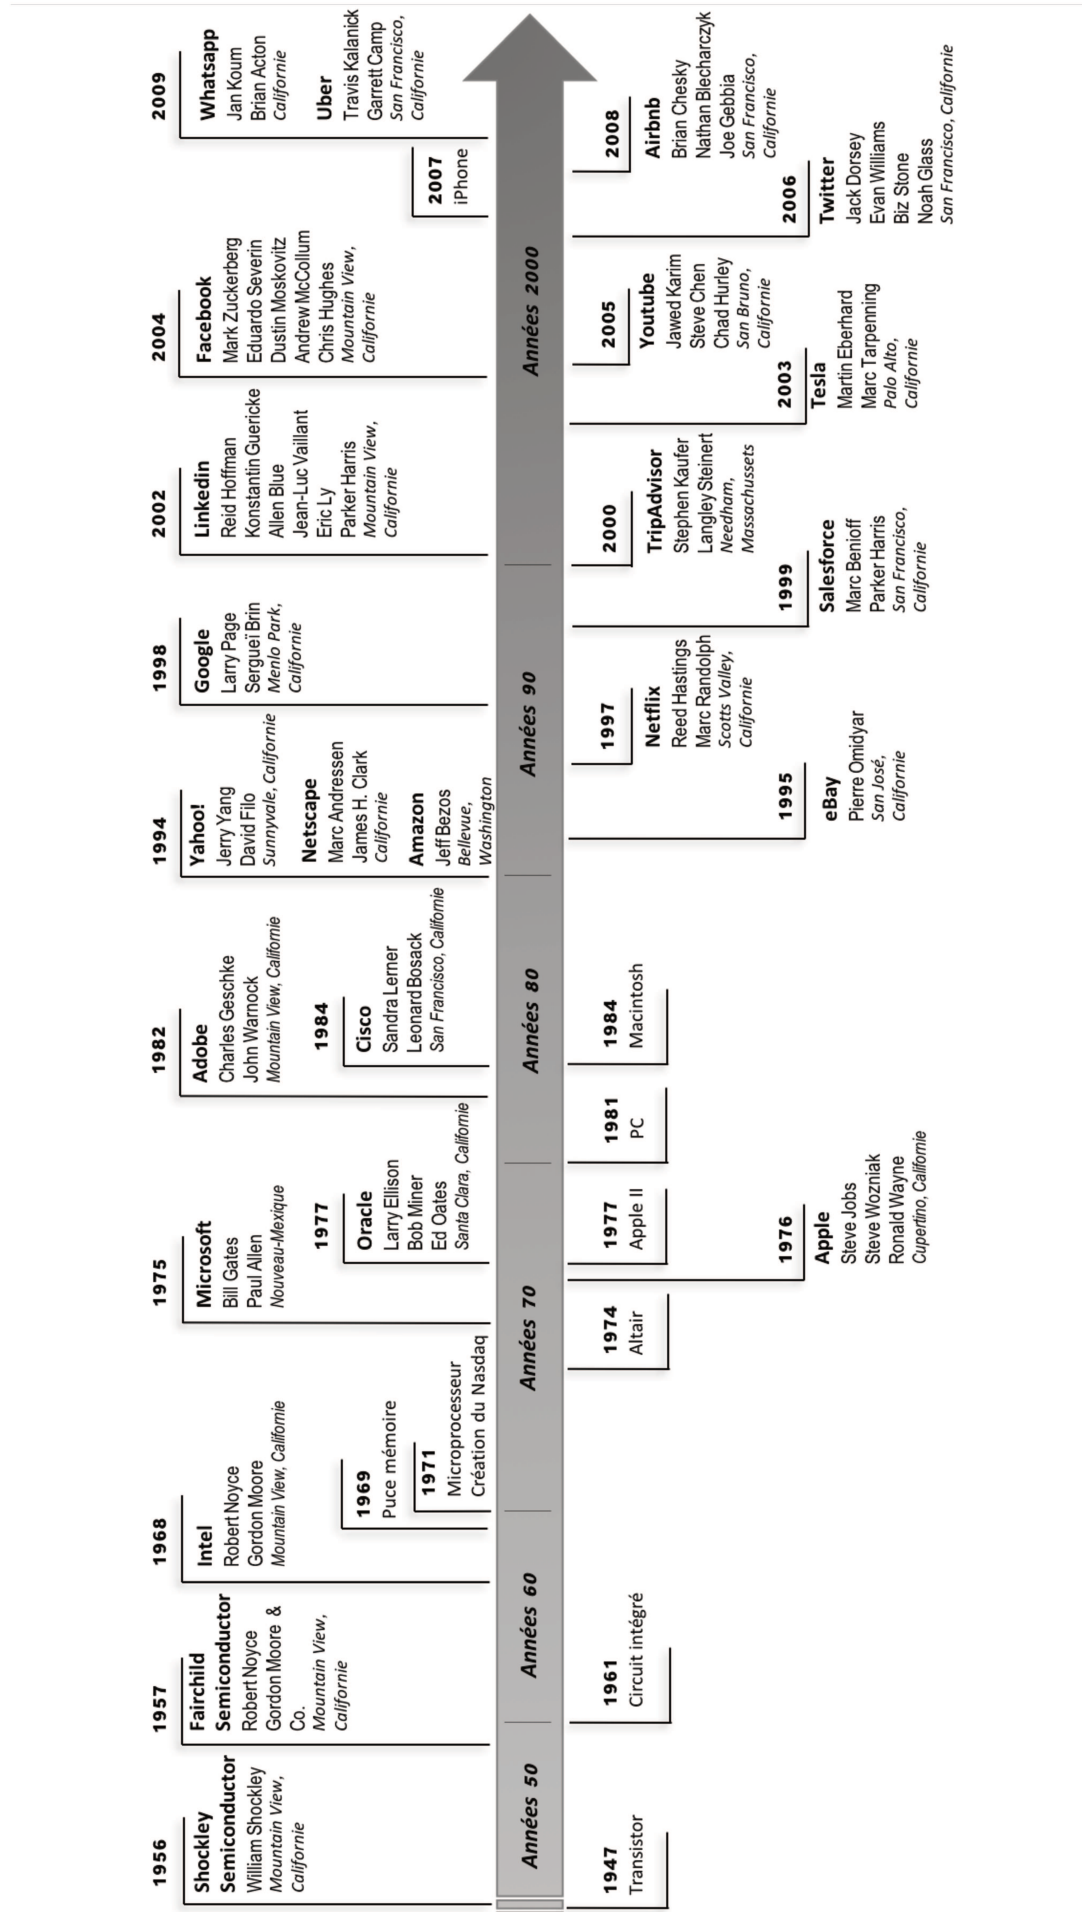 1956
Shockley
Semiconductor
William Shockley
Mountain View,
Californie
1957
Fairchild
Semiconductor
Robert Noyce
Gordon Moore &
Co.
Mountain View,
Californie
1968
Intel
Robert Noyce
Gordon Moore
Mountain View, Californie
1969
Puce mémoire
1971
Microprocesseur
Création du Nasdaq
1975
Microsoft
Bill Gates
Paul Allen
Nouveau-Mexique
1977
Oracle
Larry Ellison
Bob Miner
Ed Oates
Santa Clara, Californie
1982
Adobe
Charles Geschke
John Warnock
Mountain View, Californie
1984
Cisco
Sandra Lerner
Leonard Bosack
San Francisco, Californie
1994
Yahoo!
Jerry Yang
David Filo
Sunnyvale, Californie
Netscape
Marc Andressen
James H. Clark
Californie
Amazon
Jeff Bezos
Bellevue,
Washington
1998
Google
Larry Page
Sergueï Brin
Menlo Park,
Californie
2002
Linkedin
Reid Hoffman
Konstantin Guericke
Allen Blue
Jean-Luc Vaillant
Eric Ly
Parker Harris
Mountain View,
Californie
2004
Facebook
Mark Zuckerberg
Eduardo Severin
Dustin Moskovitz
Andrew McCollum
Chris Hughes
Mountain View,
Californie
2007
iPhone
2009
Whatsapp
Jan Koum
Brian Acton
Californie
Uber
Travis Kalanick
Garrett Camp
San Francisco,
Californie
Années 50
Années 60
Années 70
Années 80
Années 90
Années 2000
1947
Transistor
1961
Circuit intégré
1974
Altair
1976
Apple
Steve Jobs
Steve Wozniak
Ronald Wayne
Cupertino, Californie
1977
Apple II
1981
PC
1984
Macintosh
1995
eBay
Pierre Omidyar
San José,
Californie
1997
Netflix
Reed Hastings
Marc Randolph
Scotts Valley,
Californie
1999
Salesforce
Marc Benioff
Parker Harris
San Francisco,
Californie
2000
TripAdvisor
Stephen Kaufer
Langley Steinert
Needham,
Massachussets
2003
Tesla
Martin Eberhard
Marc Tarpenning
Palo Alto,
Californie
2005
Youtube
Jawed Karim
Steve Chen
Chad Hurley
San Bruno,
Californie
2006
Twitter
Jack Dorsey
Evan Williams
Biz Stone
Noah Glass
San Francisco, Californie
2008
Airbnb
Brian Chesky
Nathan Blecharczyk
Joe Gebbia
San Francisco,
Californie